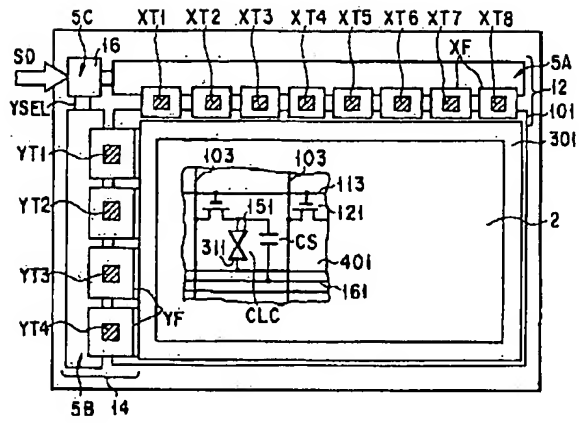 5C XT1 XT2 XT3 XT4 XT5 XT6 XT7 XT8
16 XF 5A
SD 12
YSEL 101
301
YT1 103 103
113
151 121
YT2 2
311 CS
401
YT3 CLC 161
YF
YT4
5B 14